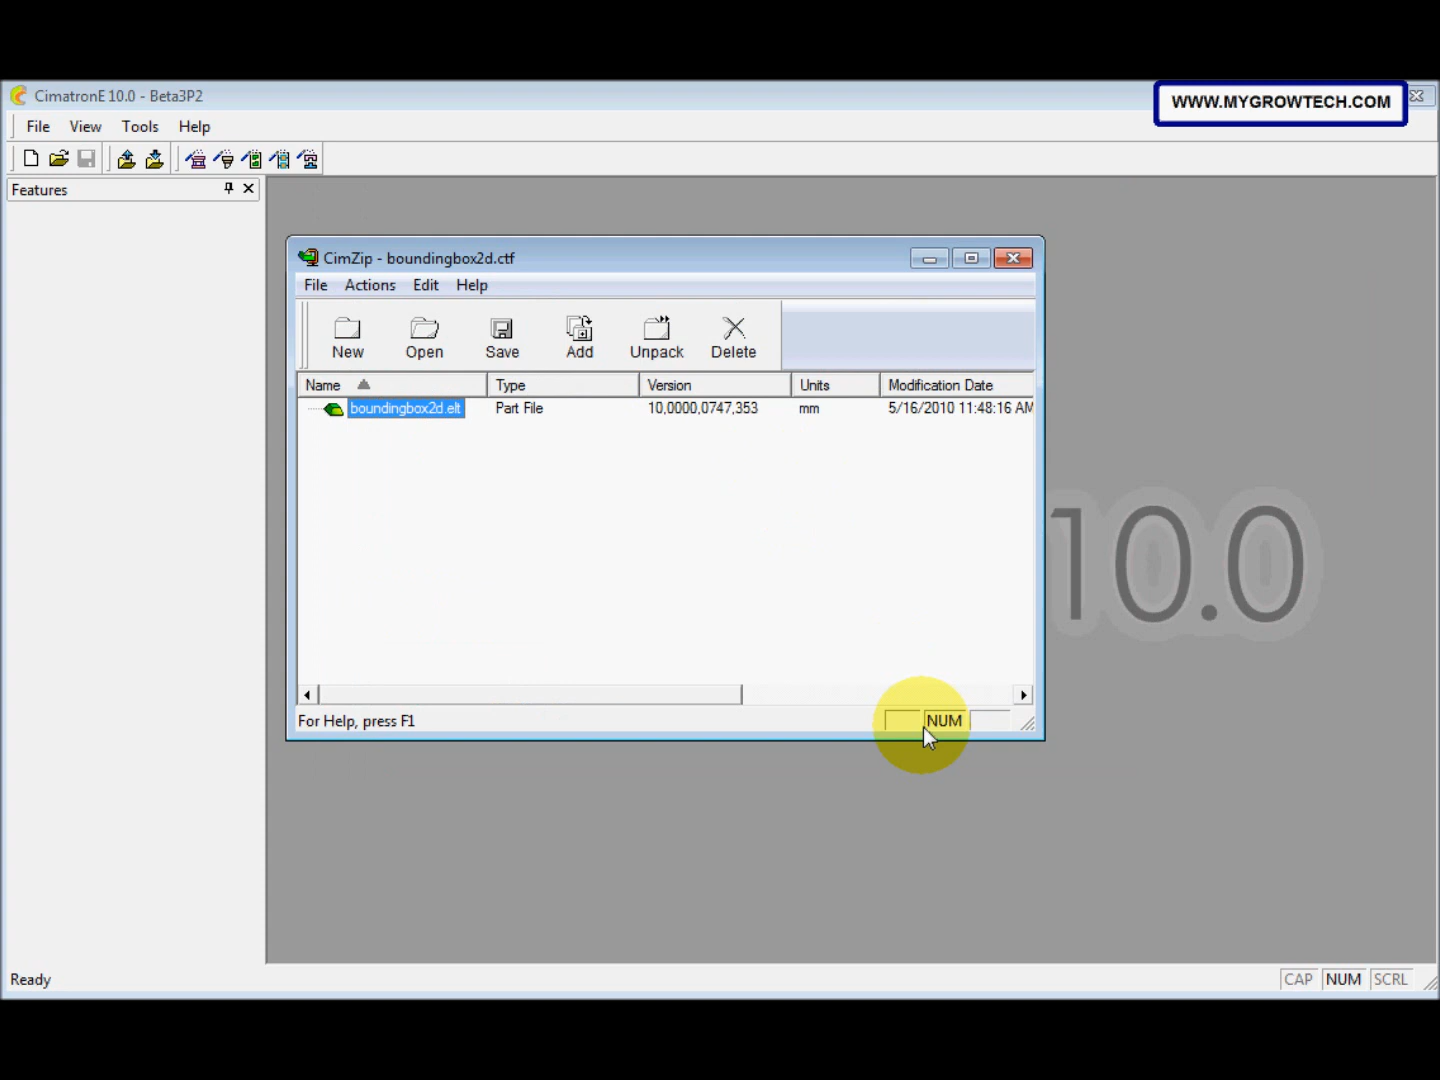 CimatronE 10.0 - Beta3P2
WWW.MYGROWTECH.COM
File View Tools Help
Features
CimZip - boundingbox2d.ctf
File Actions Edit Help
New Open Save Add Unpack Delete
Name Type Version Units Modification Date
boundingbox2d.elt Part File 10,0000,0747,353 mm 5/16/2010 11:48:16 AM
10.0
For Help, press F1 NUM
Ready CAP NUM SCRL